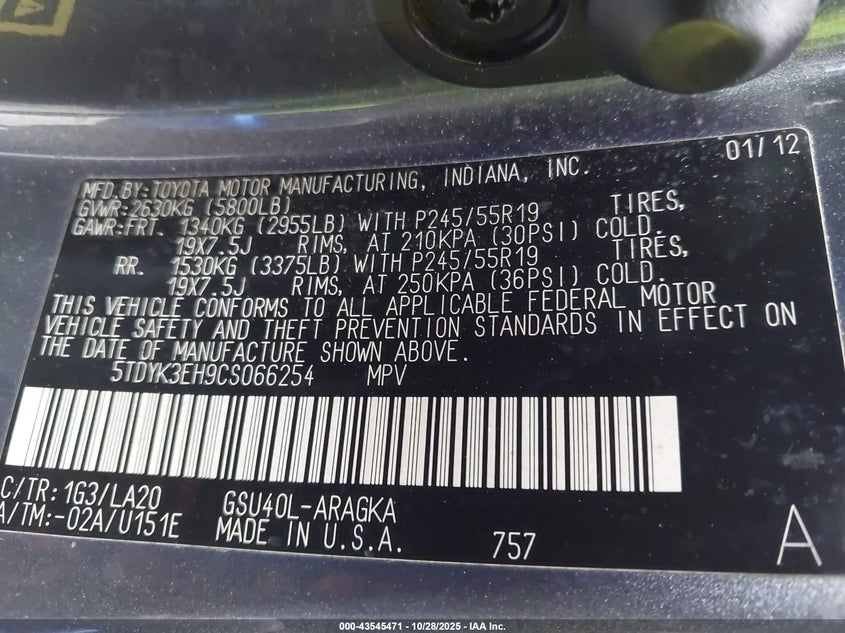 01/12
MFD.BY:TOYOTA MOTOR MANUFACTURING, INDIANA, INC.
GVWR:2630KG (5800LB)
GAWR:FRT. 1340KG (2955LB) WITH P245/55R19 TIRES,
19X7.5J RIMS, AT 210KPA (30PSI) COLD.
RR. 1530KG (3375LB) WITH P245/55R19 TIRES,
19X7.5J RIMS, AT 250KPA (36PSI) COLD.
THIS VEHICLE CONFORMS TO ALL APPLICABLE FEDERAL MOTOR
VEHICLE SAFETY AND THEFT PREVENTION STANDARDS IN EFFECT ON
THE DATE OF MANUFACTURE SHOWN ABOVE.
5TDYK3EH9CS066254 MPV
C/TR:1G3/LA20 GSU40L-ARAGKA
A/TM:-02A/U151E MADE IN U.S.A. 757 A
000-43545471 | 10/28/2025 | IAA Inc.